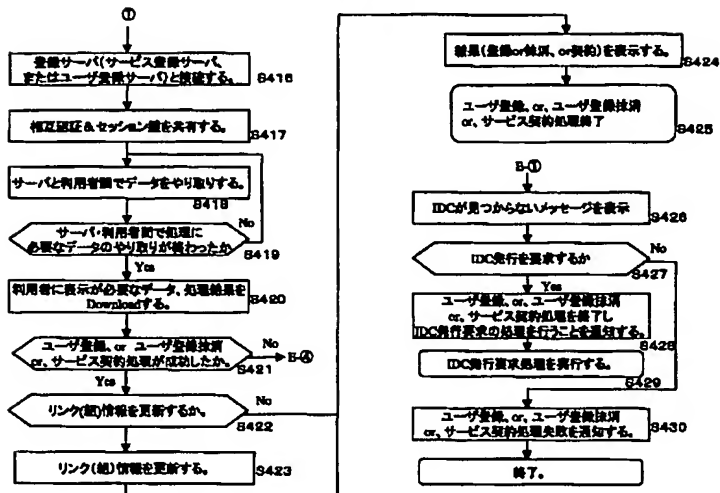 ①
登録サーバ(サービス登録サーバ、
またはユーザ登録サーバ)と接続する。
S416
相互認証&セッション鍵を共有する。
S417
サーバと利用者間でデータをやり取りする。
S418
サーバ・利用者間で処理に
必要なデータのやり取りが終わったか
No
S419
Yes
利用者に表示が必要なデータ、処理結果を
Downloadする。
S420
ユーザ登録、or ユーザ登録抹消
or、サービス契約処理が成功したか。
No
E-④
S421
Yes
リンク(組)情報を更新するか。
No
S422
リンク(組)情報を更新する。
S423
結果(登録or抹消、or契約)を表示する。
S424
ユーザ登録、or、ユーザ登録抹消
or、サービス契約処理終了
S425
E-①
IDCが見つからないメッセージを表示
S426
IDC発行を要求するか
No
S427
Yes
ユーザ登録、or、ユーザ登録抹消
or、サービス契約処理を終了し
IDC発行要求の処理を行うことを通知する。
S428
IDC発行要求処理を実行する。
S429
ユーザ登録、or、ユーザ登録抹消
or、サービス契約処理失敗を通知する。
S430
終了。